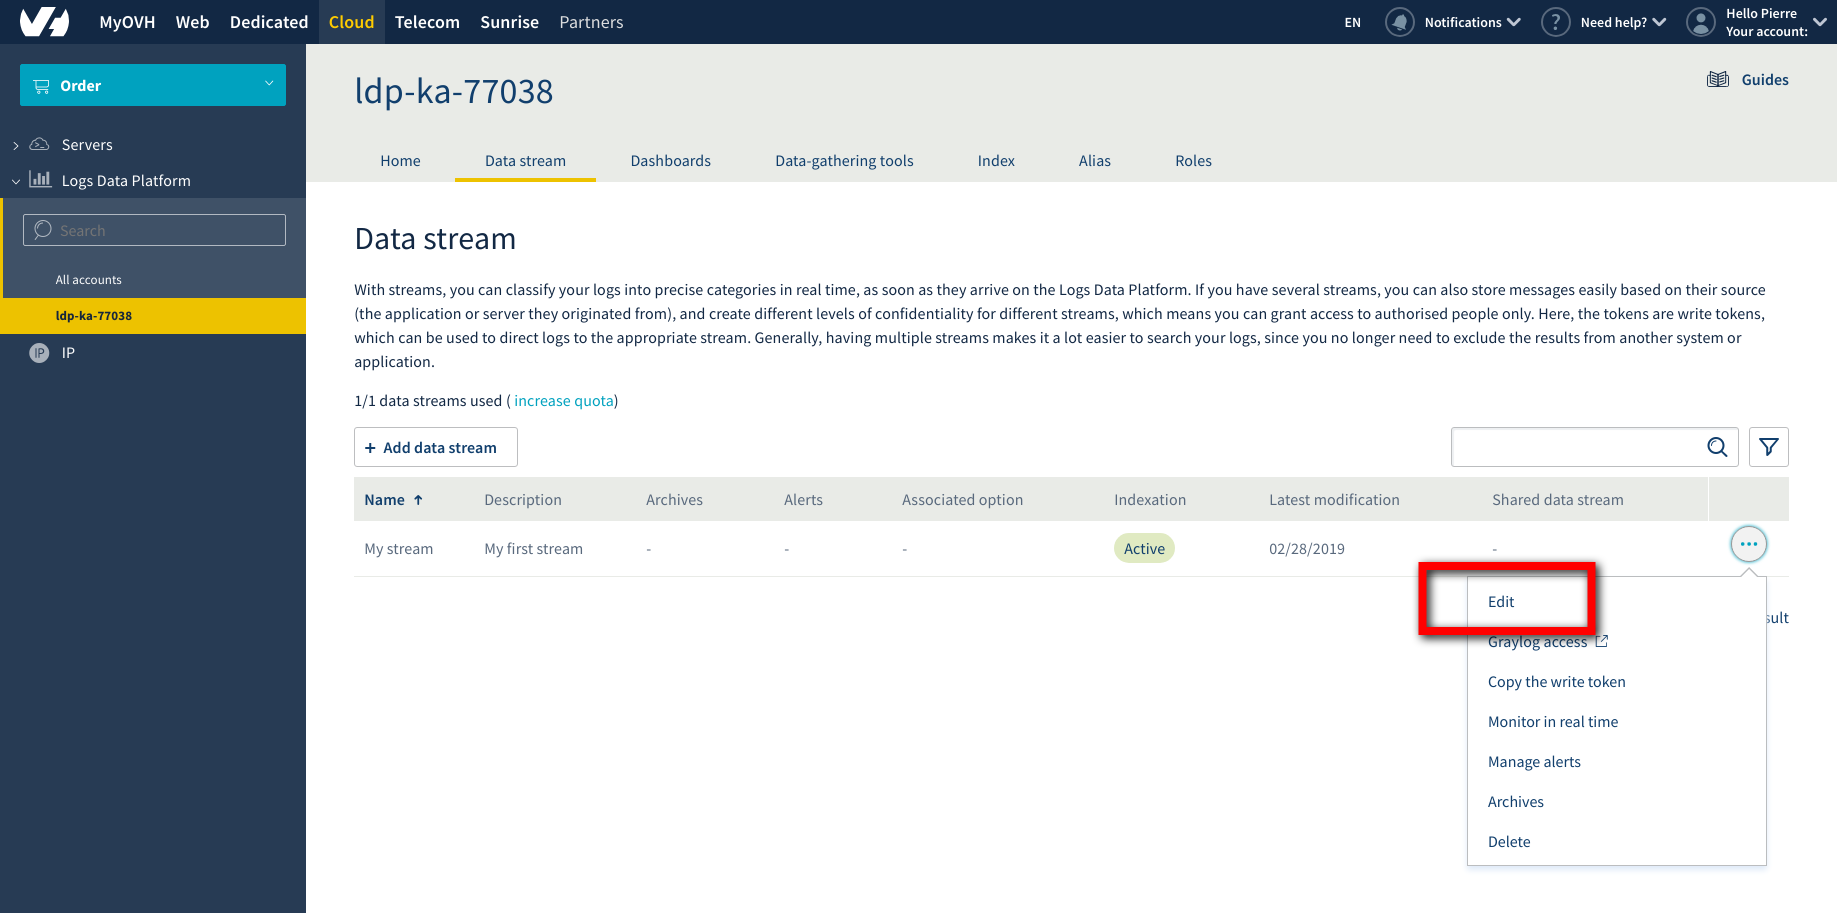 MyOVH Web Dedicated Cloud Telecom Sunrise Partners
EN Notifications ? Need help? Hello Pierre
Your account:
Order
Servers
Logs Data Platform
Search
All accounts
ldp-ka-77038
IP IP
ldp-ka-77038
Guides
Home Data stream Dashboards Data-gathering tools Index Alias Roles
Data stream
With streams, you can classify your logs into precise categories in real time, as soon as they arrive on the Logs Data Platform. If you have several streams, you can also store messages easily based on their source
(the application or server they originated from), and create different levels of confidentiality for different streams, which means you can grant access to authorised people only. Here, the tokens are write tokens,
which can be used to direct logs to the appropriate stream. Generally, having multiple streams makes it a lot easier to search your logs, since you no longer need to exclude the results from another system or
application.
1/1 data streams used ( increase quota)
+ Add data stream
Name ↑ Description Archives Alerts Associated option Indexation Latest modification Shared data stream
My stream My first stream - - - Active 02/28/2019 - ...
Edit
Graylog access
Copy the write token
Monitor in real time
Manage alerts
Archives
Delete